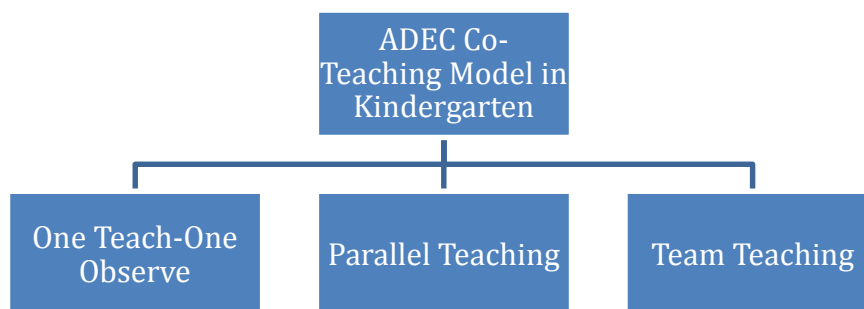 ADEC Co-
Teaching Model in
Kindergarten
One Teach-One
Observe
Parallel Teaching
Team Teaching